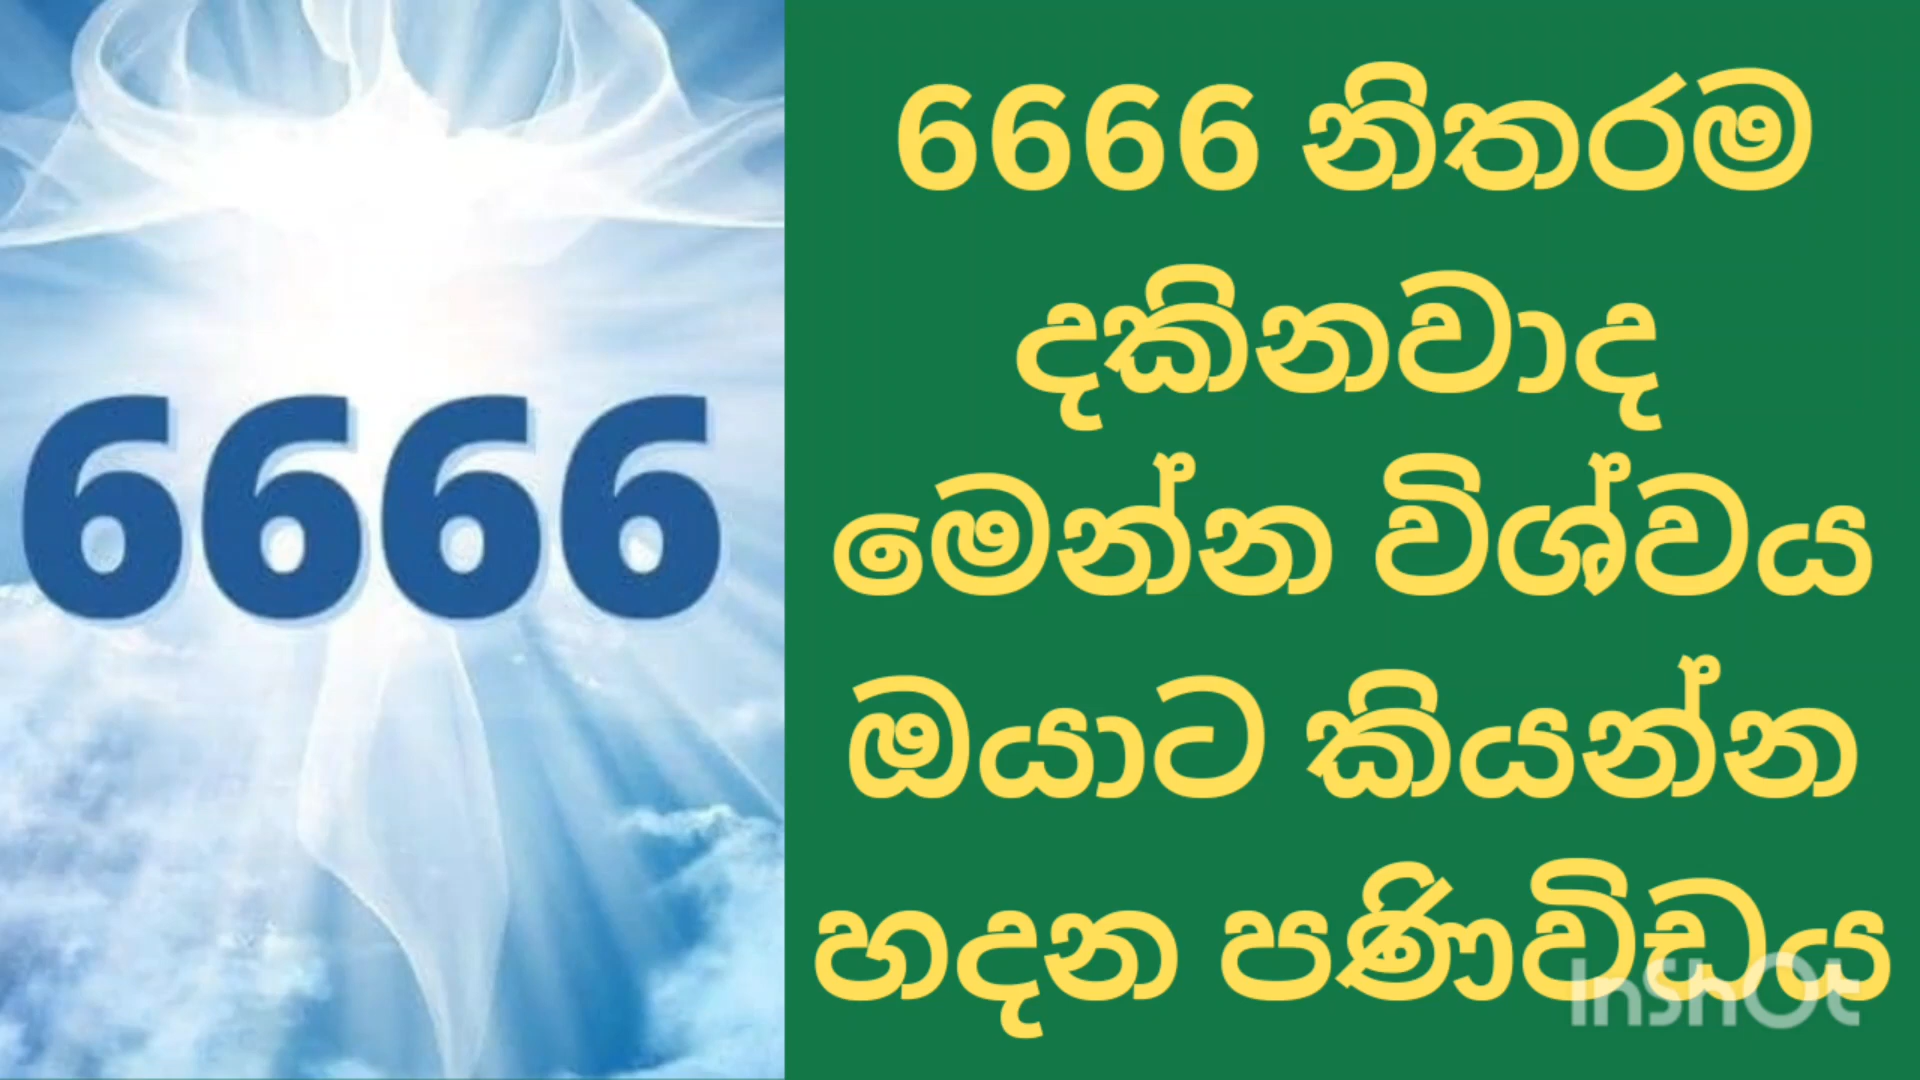 6666
6666 නිතරම
දකිනවාද
මෙන්න විශ්වය
ඔයාට කියන්න
හදන පණිවිඩය
InShOt